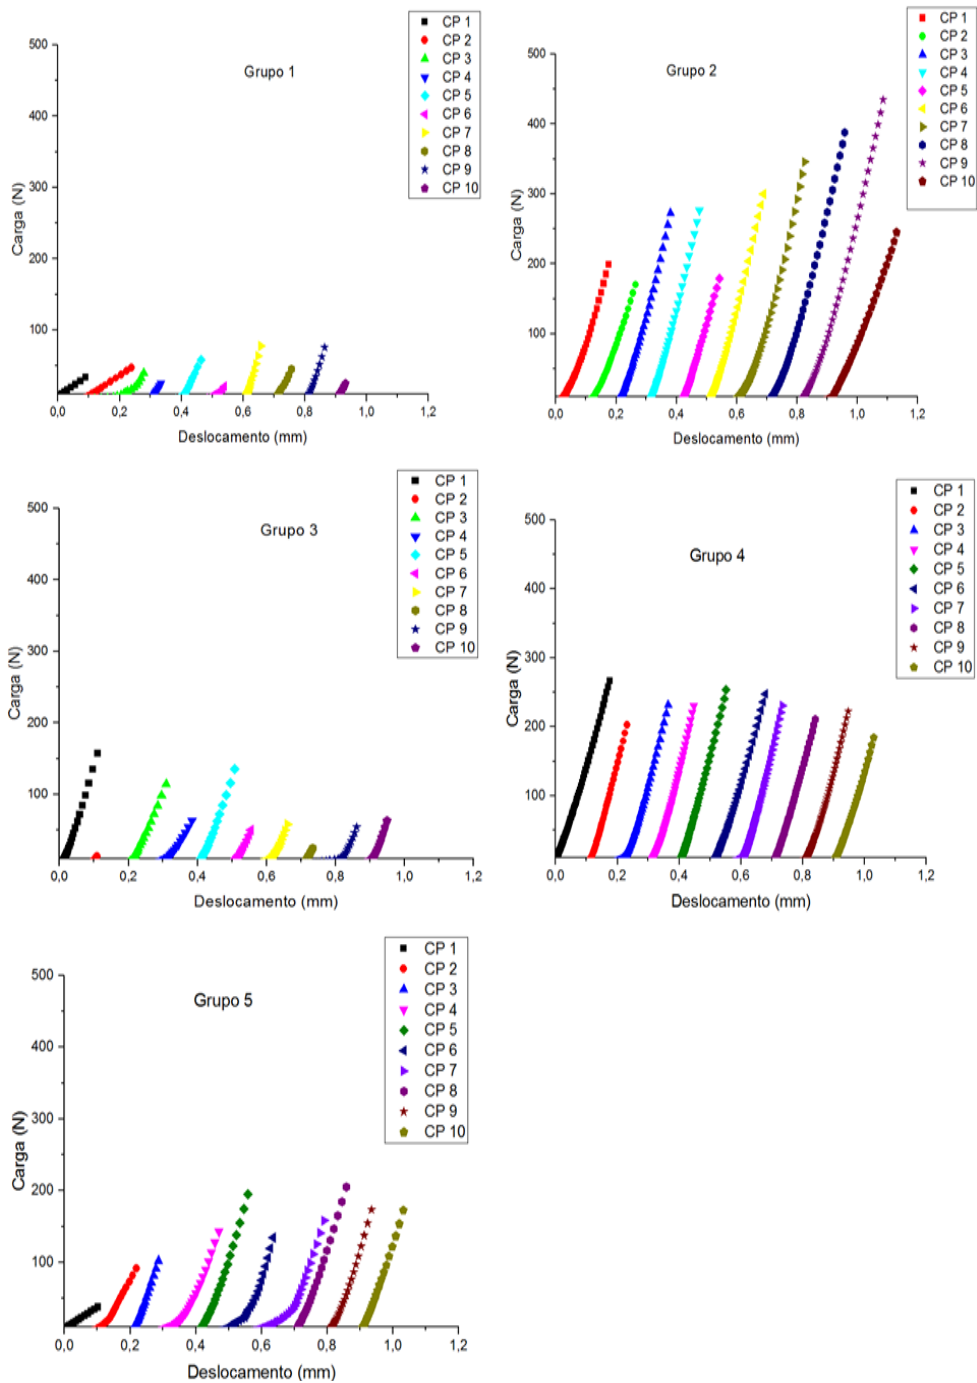 Grupo 1
Carga (N)
500
400
300
200
100
0,0 0,2 0,4 0,6 0,8 1,0 1,2
Deslocamento (mm)
CP 1
CP 2
CP 3
CP 4
CP 5
CP 6
CP 7
CP 8
CP 9
CP 10
Grupo 2
Carga (N)
500
400
300
200
100
0,0 0,2 0,4 0,6 0,8 1,0 1,2
Deslocamento (mm)
CP 1
CP 2
CP 3
CP 4
CP 5
CP 6
CP 7
CP 8
CP 9
CP 10
Grupo 3
Carga (N)
500
400
300
200
100
0,0 0,2 0,4 0,6 0,8 1,0 1,2
Deslocamento (mm)
CP 1
CP 2
CP 3
CP 4
CP 5
CP 6
CP 7
CP 8
CP 9
CP 10
Grupo 4
Carga (N)
500
400
300
200
100
0,0 0,2 0,4 0,6 0,8 1,0 1,2
Deslocamento (mm)
CP 1
CP 2
CP 3
CP 4
CP 5
CP 6
CP 7
CP 8
CP 9
CP 10
Grupo 5
Carga (N)
500
400
300
200
100
0,0 0,2 0,4 0,6 0,8 1,0 1,2
Deslocamento (mm)
CP 1
CP 2
CP 3
CP 4
CP 5
CP 6
CP 7
CP 8
CP 9
CP 10